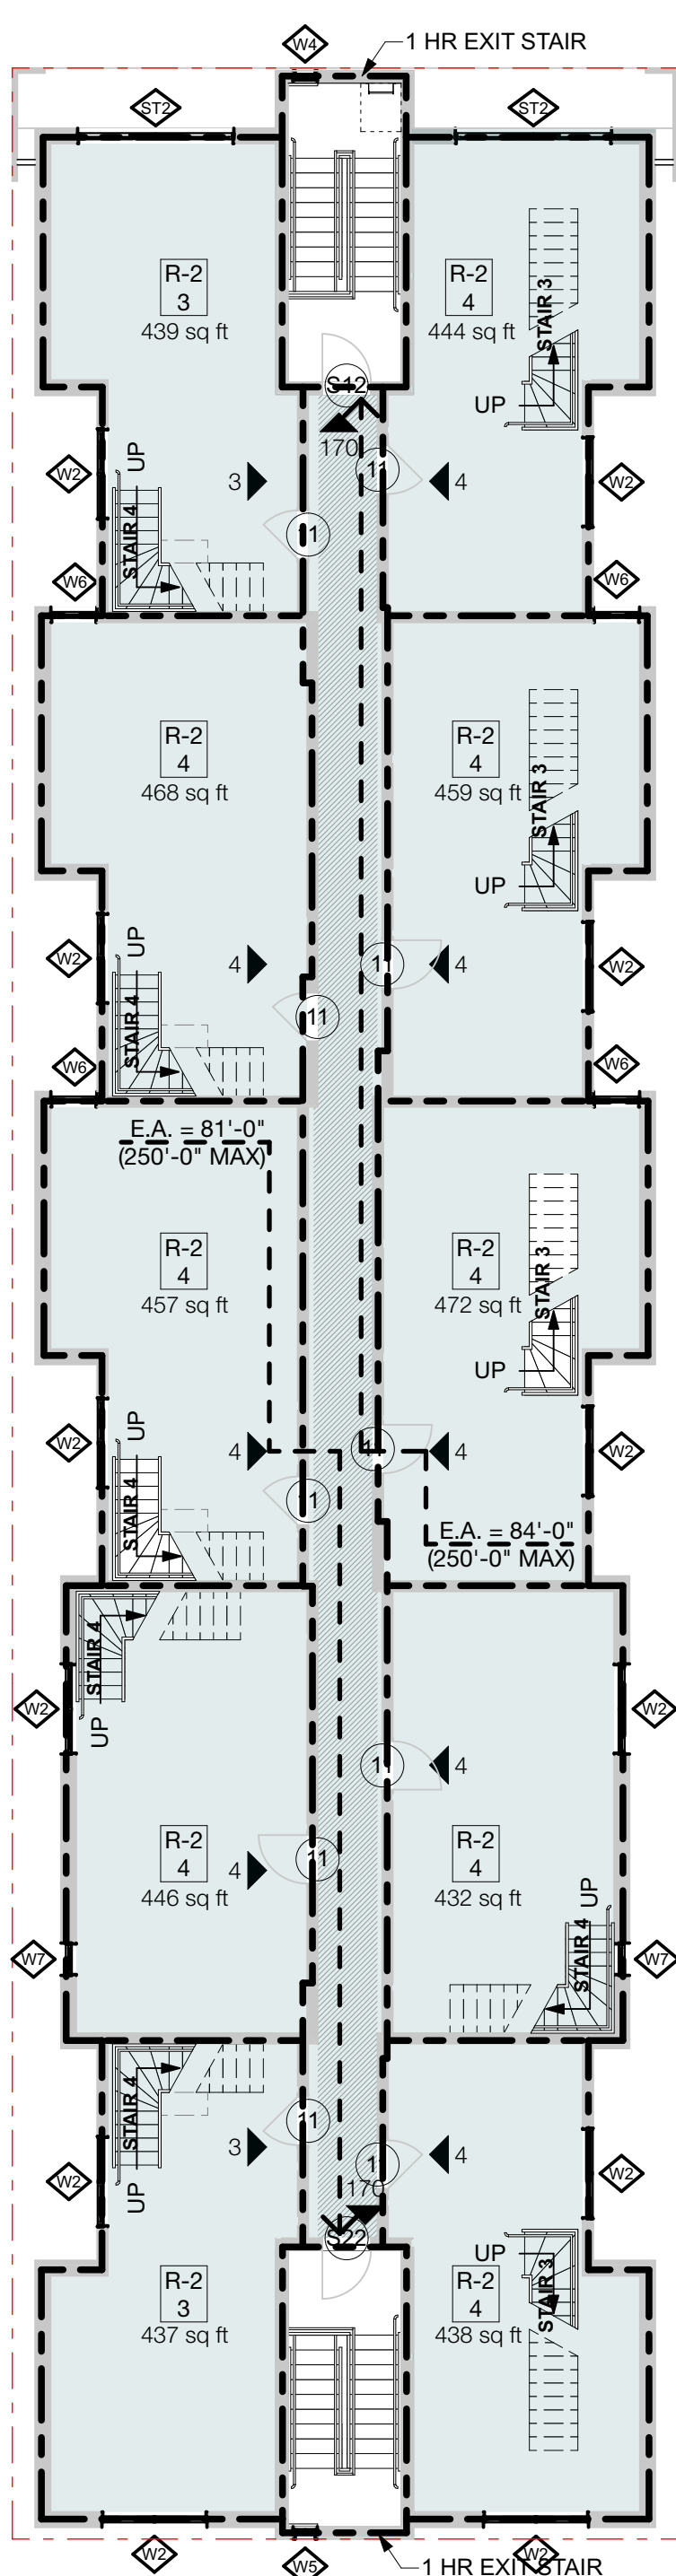 W4
1 HR EXIT STAIR
ST2
ST2
R-2
3
439 sq ft
R-2
4
444 sq ft
STAIR 3
UP
S12
170
11
UP
W2
STAIR 4
3
4
W2
11
W6
W6
R-2
4
468 sq ft
R-2
4
459 sq ft
STAIR 3
UP
UP
W2
STAIR 4
4
11
4
W2
11
W6
W6
E.A. = 81'-0"
(250'-0" MAX)
R-2
4
457 sq ft
R-2
4
472 sq ft
STAIR 3
UP
UP
W2
STAIR 4
4
11
4
W2
11
E.A. = 84'-0"
(250'-0" MAX)
STAIR 4
UP
W2
W2
11
4
R-2
4
446 sq ft
4
11
R-2
4
432 sq ft
UP
STAIR 4
W7
W7
STAIR 4
UP
11
3
11
4
W2
W2
170
S22
UP
STAIR 3
R-2
3
437 sq ft
R-2
4
438 sq ft
W2
W5
1 HR EXIT STAIR
W2